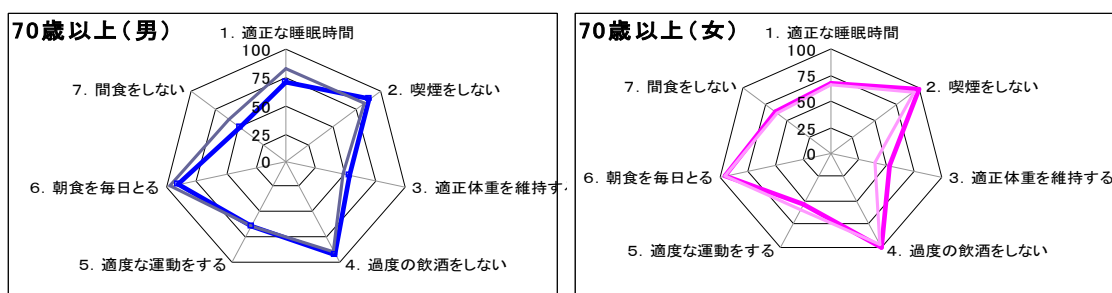 70歳以上(男)
1. 適正な睡眠時間
100
75
50
25
0
2. 喫煙をしない
3. 適正体重を維持する
4. 過度の飲酒をしない
5. 適度な運動をする
6. 朝食を毎日とる
7. 間食をしない
70歳以上(女)
1. 適正な睡眠時間
100
75
50
25
0
2. 喫煙をしない
3. 適正体重を維持する
4. 過度の飲酒をしない
5. 適度な運動をする
6. 朝食を毎日とる
7. 間食をしない